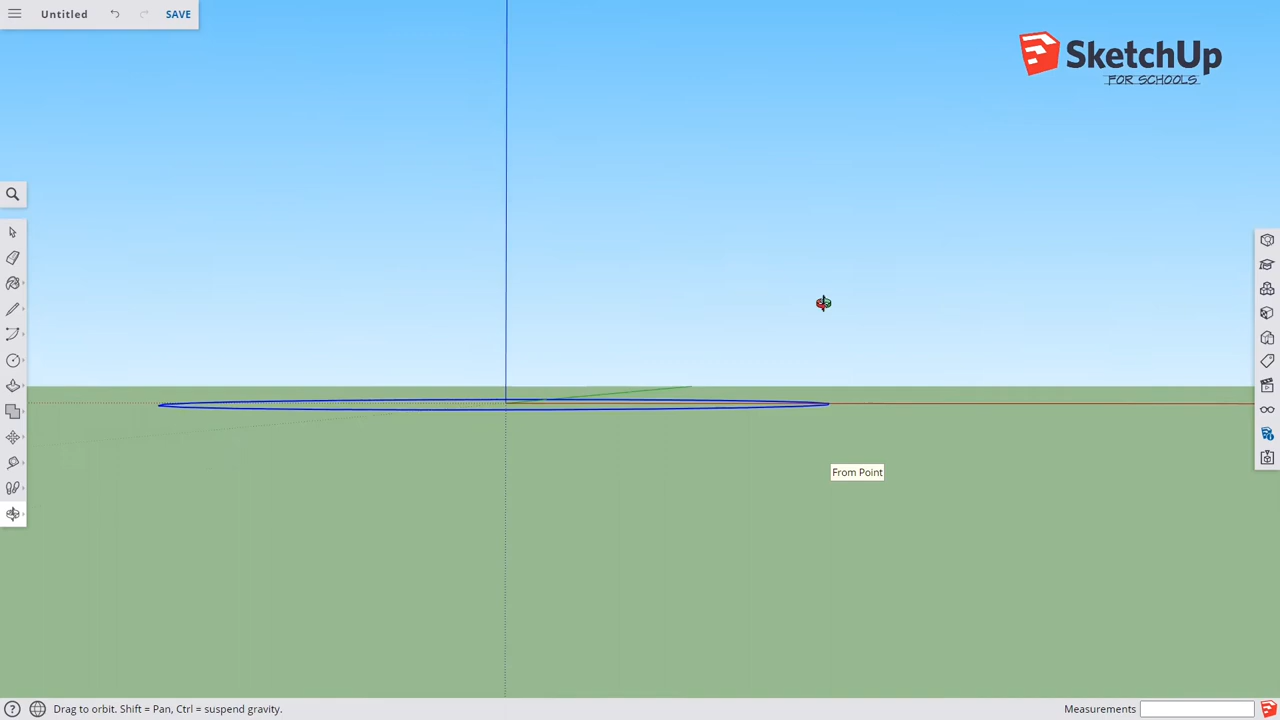 Untitled
SAVE
SketchUp
FOR SCHOOLS
From Point
Drag to orbit. Shift = Pan, Ctrl = suspend gravity.
Measurements